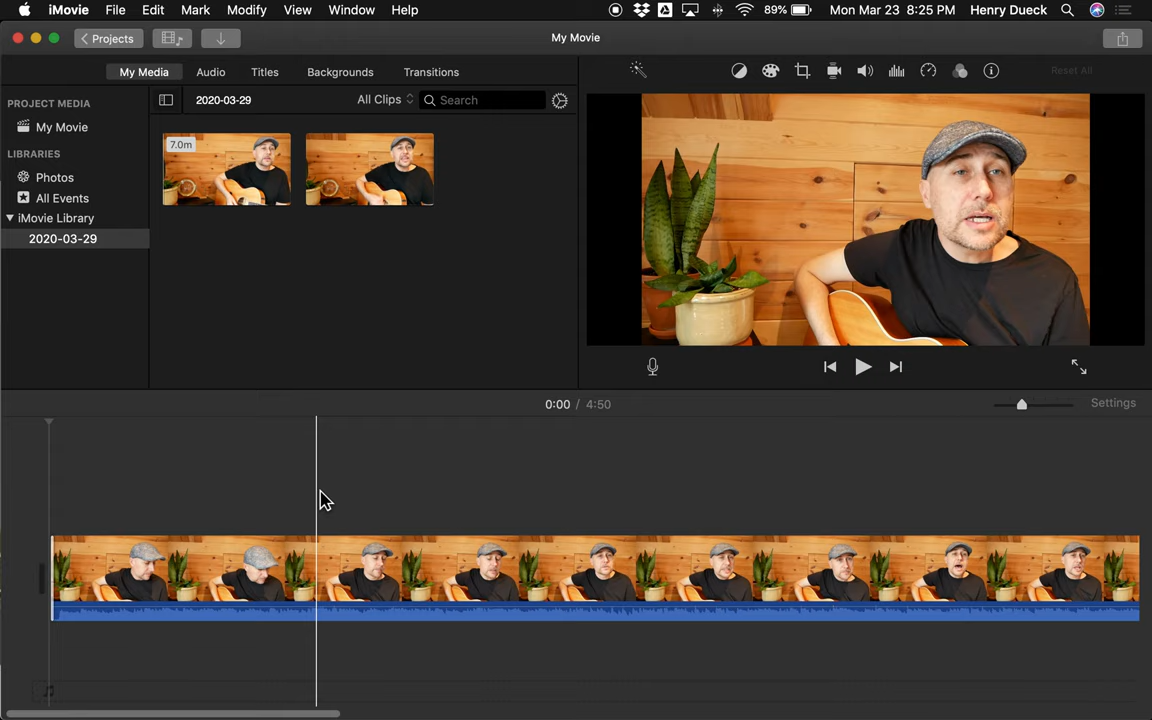 iMovie File Edit Mark Modify View Window Help 89% Mon Mar 23 8:25 PM Henry Dueck
Projects My Movie
My Media Audio Titles Backgrounds Transitions Reset All
PROJECT MEDIA 2020-03-29 All Clips Search
My Movie
7.0m
LIBRARIES
Photos
All Events
iMovie Library
2020-03-29
0:00 / 4:50 Settings